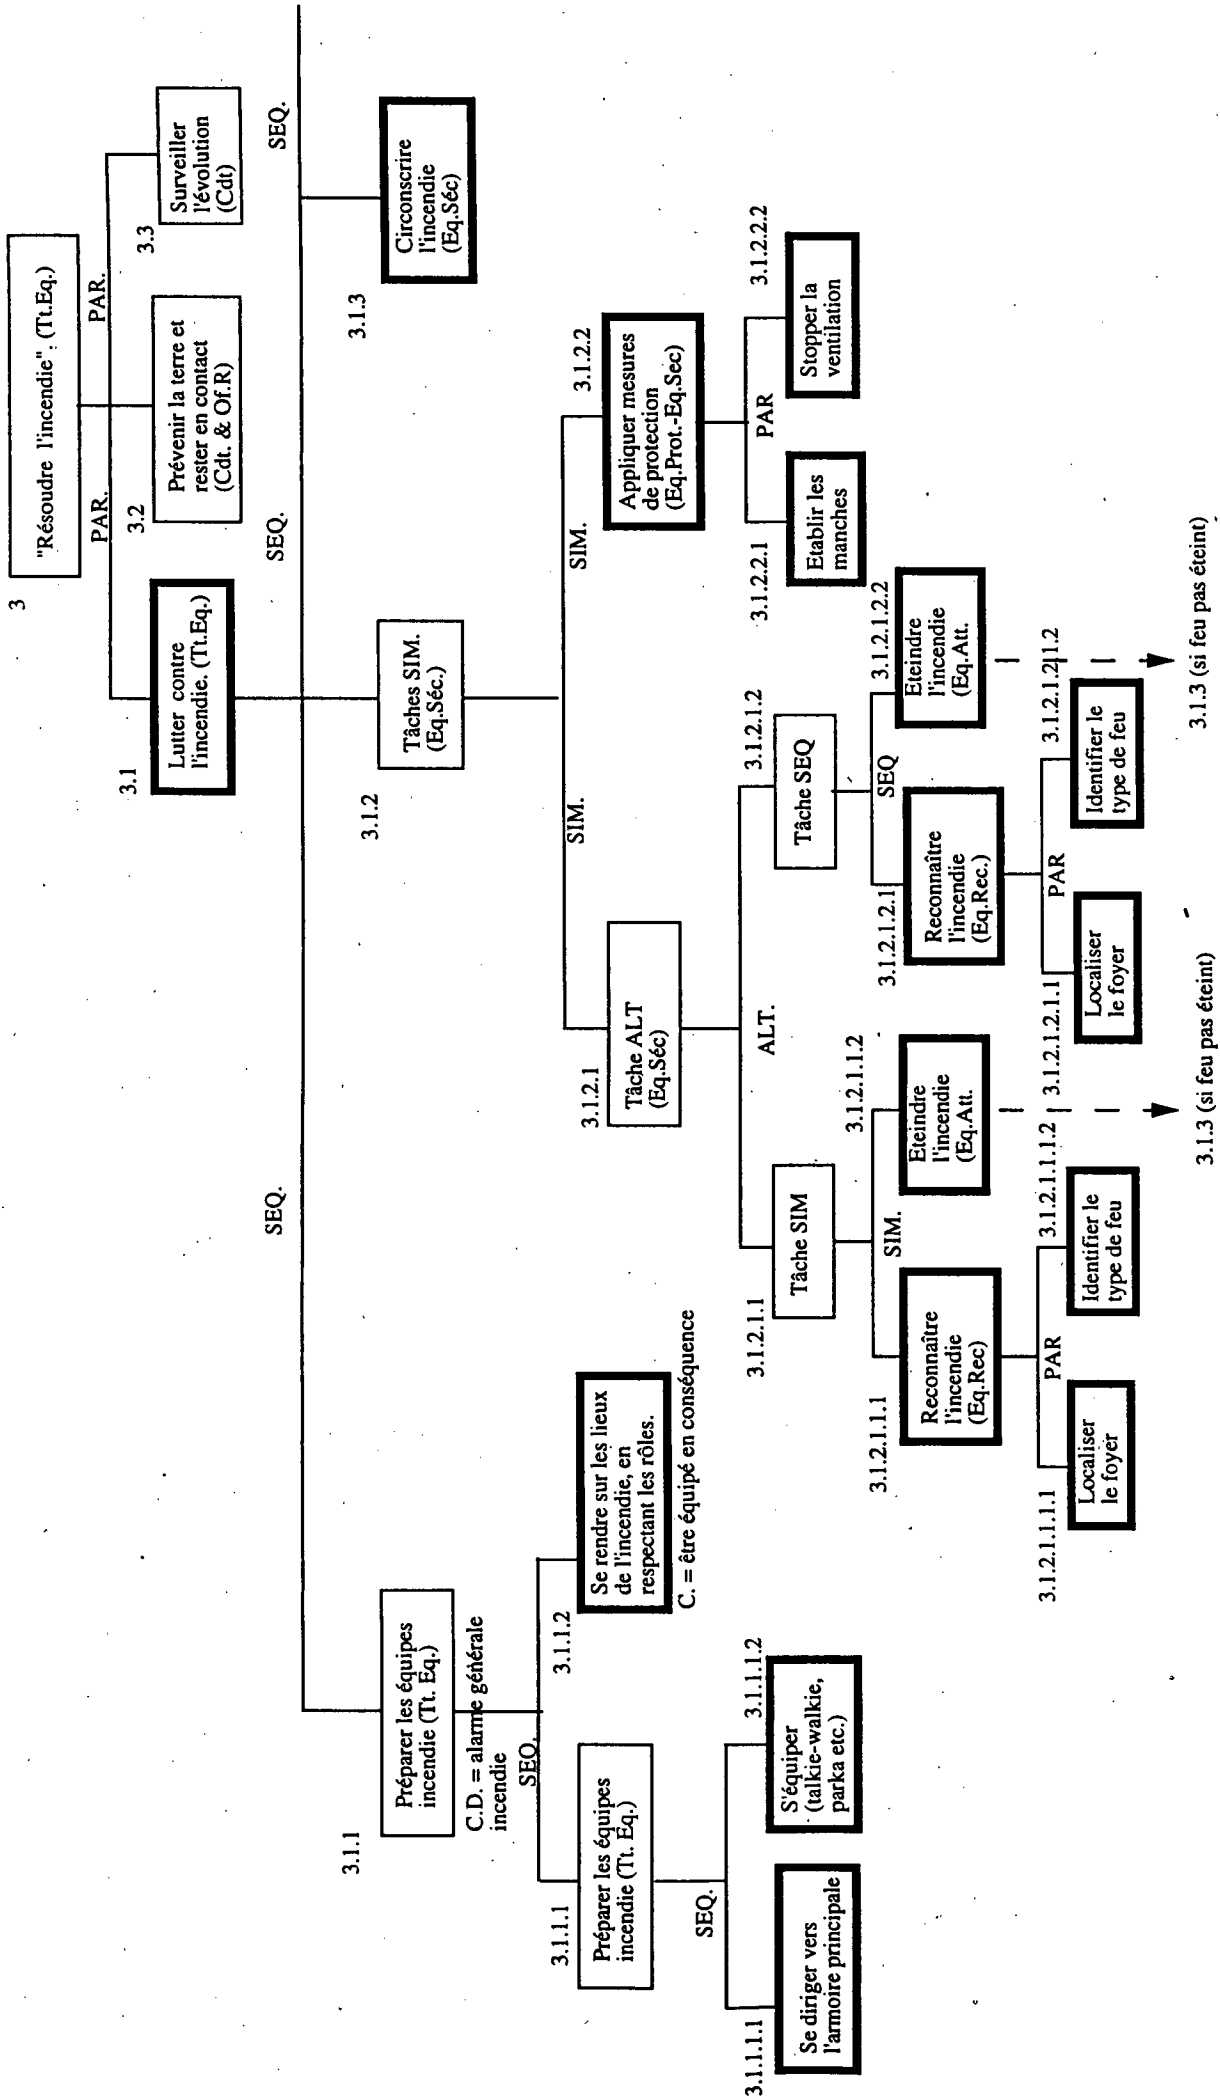 3
"Résoudre l'incendie". (Tt.Eq.)
PAR.
PAR.
3.1
Lutter contre
l'incendie. (Tt.Eq.)
3.2
Prévenir la terre et
rester en contact
(Cdt. & Of.R)
3.3
Surveiller
l'évolution
(Cdt)
SEQ.
SEQ.
SEQ.
3.1.1
Préparer les équipes
incendie (Tt. Eq.)
C.D. = alarme générale
incendie
3.1.2
Tâches SIM.
(Eq.Séc.)
3.1.3
Circonscrire
l'incendie
(Eq.Séc)
SEQ.
SIM.
SIM.
3.1.1.1
Préparer les équipes
incendie (Tt. Eq.)
3.1.1.2
Se rendre sur les lieux
de l'incendie, en
respectant les rôles.
C. = être équipé en conséquence
3.1.2.1
Tâche ALT
(Eq.Séc)
3.1.2.2
Appliquer mesures
de protection
(Eq.Prot.-Eq.Sec)
SEQ.
ALT.
PAR
3.1.1.1.1
Se diriger vers
l'armoire principale
3.1.1.1.2
S'équiper
(talkie-walkie,
parka etc.)
3.1.2.1.1
Tâche SIM
3.1.2.1.2
Tâche SEQ
3.1.2.2.1
Etablir les
manches
3.1.2.2.2
Stopper la
ventilation
SIM.
SEQ
3.1.2.1.1.1
Reconnaître
l'incendie
(Eq.Rec)
3.1.2.1.1.2
Eteindre
l'incendie
(Eq.Att.
3.1.2.1.2.1
Reconnaître
l'incendie
(Eq.Rec.)
3.1.2.1.2.2
Eteindre
l'incendie
(Eq.Att.
PAR
PAR
3.1.2.1.1.1.1
Localiser
le foyer
3.1.2.1.1.1.2
Identifier le
type de feu
3.1.2.1.2.1.1
Localiser
le foyer
3.1.2.1.2.1.2
Identifier le
type de feu
3.1.3 (si feu pas éteint)
3.1.3 (si feu pas éteint)